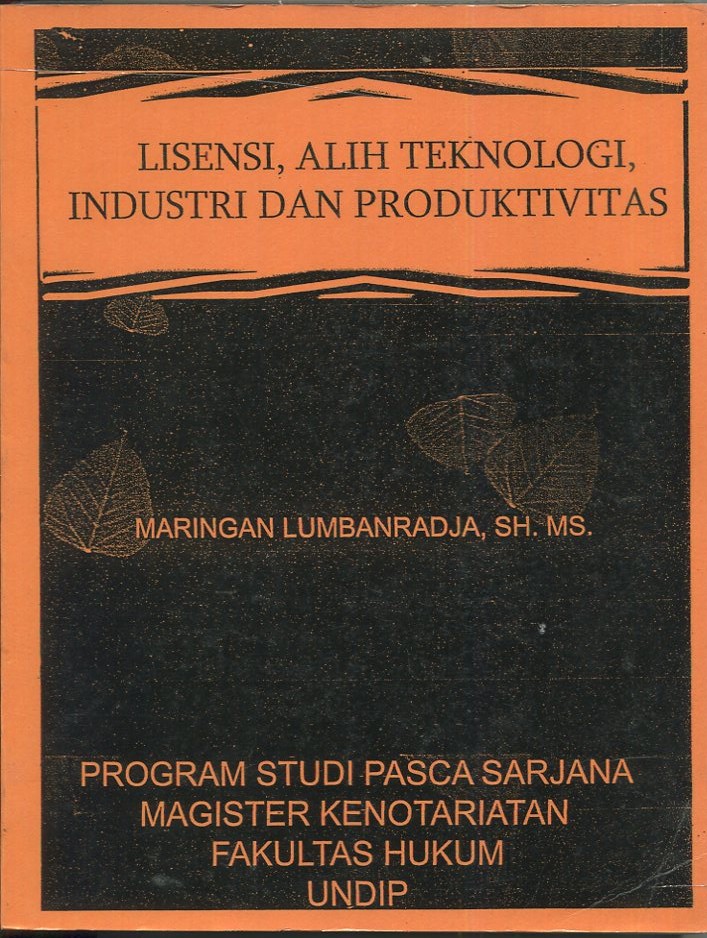 LISENSI, ALIH TEKNOLOGI,
INDUSTRI DAN PRODUKTIVITAS
MARINGAN LUMBANRADJA, SH. MS.
PROGRAM STUDI PASCA SARJANA
MAGISTER KENOTARIATAN
FAKULTAS HUKUM
UNDIP